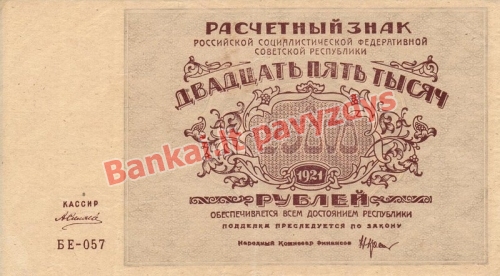 РАСЧЕТНЫЙ ЗНАК
РОССИЙСКОЙ СОЦИАЛИСТИЧЕСКОЙ ФЕДЕРАТИВНОЙ
СОВЕТСКОЙ РЕСПУБЛИКИ
ДВАДЦАТЬ ПЯТЬ ТЫСЯЧ
25000
Bankai.lt pavyzdys
1921
РУБЛЕЙ
ОБЕСПЕЧИВАЕТСЯ ВСЕМ ДОСТОЯНИЕМ РЕСПУБЛИКИ
ПОДДЕЛКА ПРЕСЛЕДУЕТСЯ ПО ЗАКОНУ
Народный Комиссар Финансов
КАССИР
БЕ-057